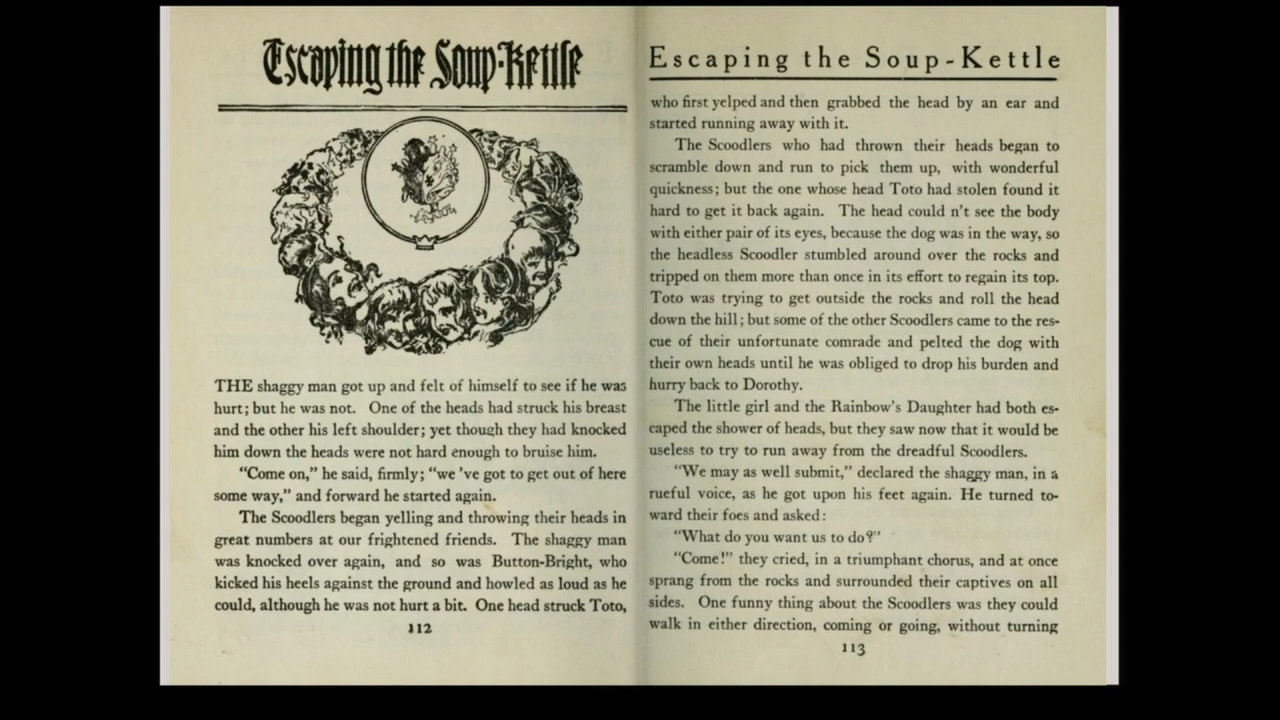 Escaping the Soup-Kettle
THE shaggy man got up and felt of himself to see if he was
hurt; but he was not. One of the heads had struck his breast
and the other his left shoulder; yet though they had knocked
him down the heads were not hard enough to bruise him.
“Come on,” he said, firmly; “we 've got to get out of here
some way,” and forward he started again.
The Scoodlers began yelling and throwing their heads in
great numbers at our frightened friends. The shaggy man
was knocked over again, and so was Button-Bright, who
kicked his heels against the ground and howled as loud as he
could, although he was not hurt a bit. One head struck Toto,
112
Escaping the Soup-Kettle
who first yelped and then grabbed the head by an ear and
started running away with it.
The Scoodlers who had thrown their heads began to
scramble down and run to pick them up, with wonderful
quickness; but the one whose head Toto had stolen found it
hard to get it back again. The head could n't see the body
with either pair of its eyes, because the dog was in the way, so
the headless Scoodler stumbled around over the rocks and
tripped on them more than once in its effort to regain its top.
Toto was trying to get outside the rocks and roll the head
down the hill; but some of the other Scoodlers came to the res-
cue of their unfortunate comrade and pelted the dog with
their own heads until he was obliged to drop his burden and
hurry back to Dorothy.
The little girl and the Rainbow's Daughter had both es-
caped the shower of heads, but they saw now that it would be
useless to try to run away from the dreadful Scoodlers.
“We may as well submit,” declared the shaggy man, in a
rueful voice, as he got upon his feet again. He turned to-
ward their foes and asked:
“What do you want us to do?”
“Come!” they cried, in a triumphant chorus, and at once
sprang from the rocks and surrounded their captives on all
sides. One funny thing about the Scoodlers was they could
walk in either direction, coming or going, without turning
113